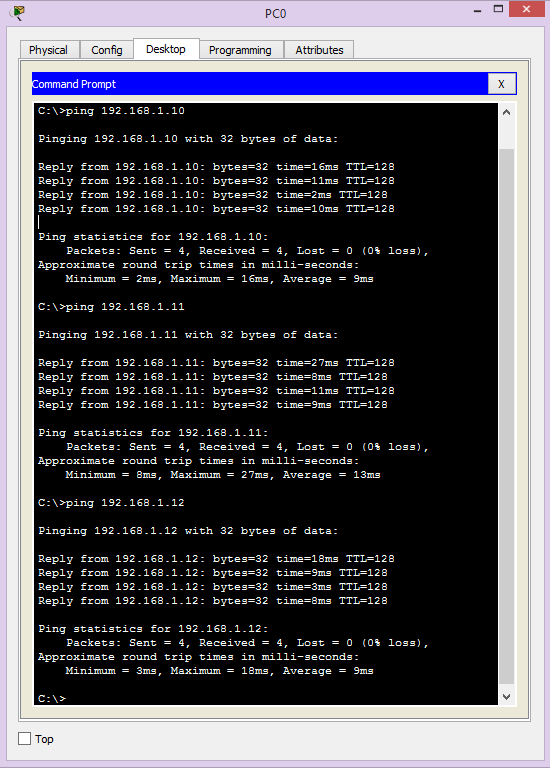 PC0
Physical
Config
Desktop
Programming
Attributes
Command Prompt
X
C:\>ping 192.168.1.10
Pinging 192.168.1.10 with 32 bytes of data:
Reply from 192.168.1.10: bytes=32 time=16ms TTL=128
Reply from 192.168.1.10: bytes=32 time=11ms TTL=128
Reply from 192.168.1.10: bytes=32 time=2ms TTL=128
Reply from 192.168.1.10: bytes=32 time=10ms TTL=128
Ping statistics for 192.168.1.10:
Packets: Sent = 4, Received = 4, Lost = 0 (0% loss),
Approximate round trip times in milli-seconds:
Minimum = 2ms, Maximum = 16ms, Average = 9ms
C:\>ping 192.168.1.11
Pinging 192.168.1.11 with 32 bytes of data:
Reply from 192.168.1.11: bytes=32 time=27ms TTL=128
Reply from 192.168.1.11: bytes=32 time=8ms TTL=128
Reply from 192.168.1.11: bytes=32 time=11ms TTL=128
Reply from 192.168.1.11: bytes=32 time=9ms TTL=128
Ping statistics for 192.168.1.11:
Packets: Sent = 4, Received = 4, Lost = 0 (0% loss),
Approximate round trip times in milli-seconds:
Minimum = 8ms, Maximum = 27ms, Average = 13ms
C:\>ping 192.168.1.12
Pinging 192.168.1.12 with 32 bytes of data:
Reply from 192.168.1.12: bytes=32 time=18ms TTL=128
Reply from 192.168.1.12: bytes=32 time=9ms TTL=128
Reply from 192.168.1.12: bytes=32 time=3ms TTL=128
Reply from 192.168.1.12: bytes=32 time=8ms TTL=128
Ping statistics for 192.168.1.12:
Packets: Sent = 4, Received = 4, Lost = 0 (0% loss),
Approximate round trip times in milli-seconds:
Minimum = 3ms, Maximum = 18ms, Average = 9ms
C:\>
Top